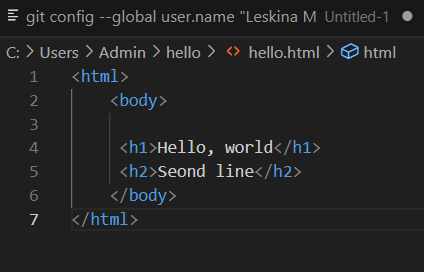 git config --global user.name "Leskina M Untitled-1
C: > Users > Admin > hello > hello.html > html
1 <html>
2 <body>
3
4 <h1>Hello, world</h1>
5 <h2>Seond line</h2>
6 </body>
7 </html>